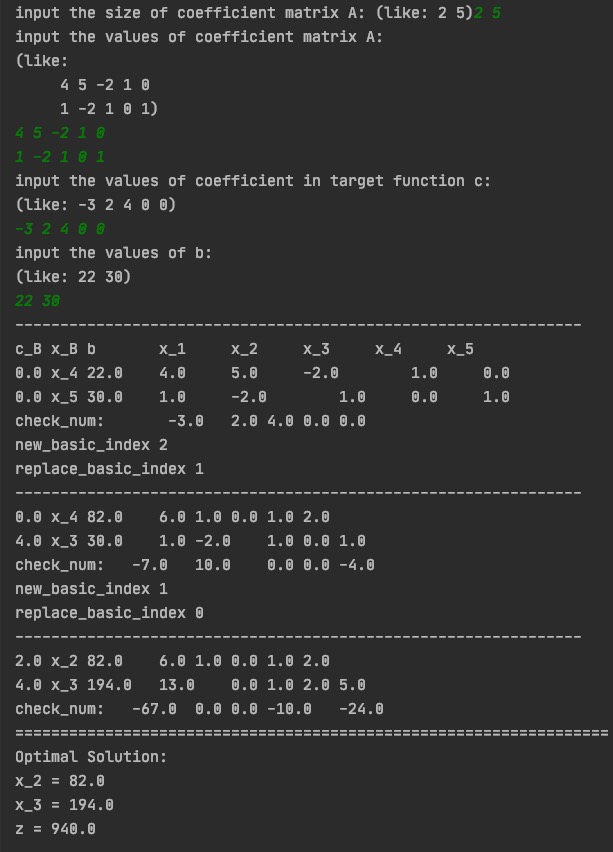 input the size of coefficient matrix A: (like: 2 5)2 5
input the values of coefficient matrix A:
(like:
     4 5 -2 1 0
     1 -2 1 0 1)
4 5 -2 1 0
1 -2 1 0 1
input the values of coefficient in target function c:
(like: -3 2 4 0 0)
-3 2 4 0 0
input the values of b:
(like: 22 30)
22 30
---------------------------------------------------------------
c_B x_B b       x_1     x_2     x_3     x_4     x_5
0.0 x_4 22.0    4.0     5.0     -2.0        1.0     0.0
0.0 x_5 30.0    1.0     -2.0        1.0     0.0     1.0
check_num:       -3.0   2.0 4.0 0.0 0.0
new_basic_index 2
replace_basic_index 1
---------------------------------------------------------------
0.0 x_4 82.0    6.0 1.0 0.0 1.0 2.0
4.0 x_3 30.0    1.0 -2.0    1.0 0.0 1.0
check_num:   -7.0   10.0    0.0 0.0 -4.0
new_basic_index 1
replace_basic_index 0
---------------------------------------------------------------
2.0 x_2 82.0    6.0 1.0 0.0 1.0 2.0
4.0 x_3 194.0   13.0    0.0 1.0 2.0 5.0
check_num:   -67.0  0.0 0.0 -10.0   -24.0
==================================================================
Optimal Solution:
x_2 = 82.0
x_3 = 194.0
z = 940.0